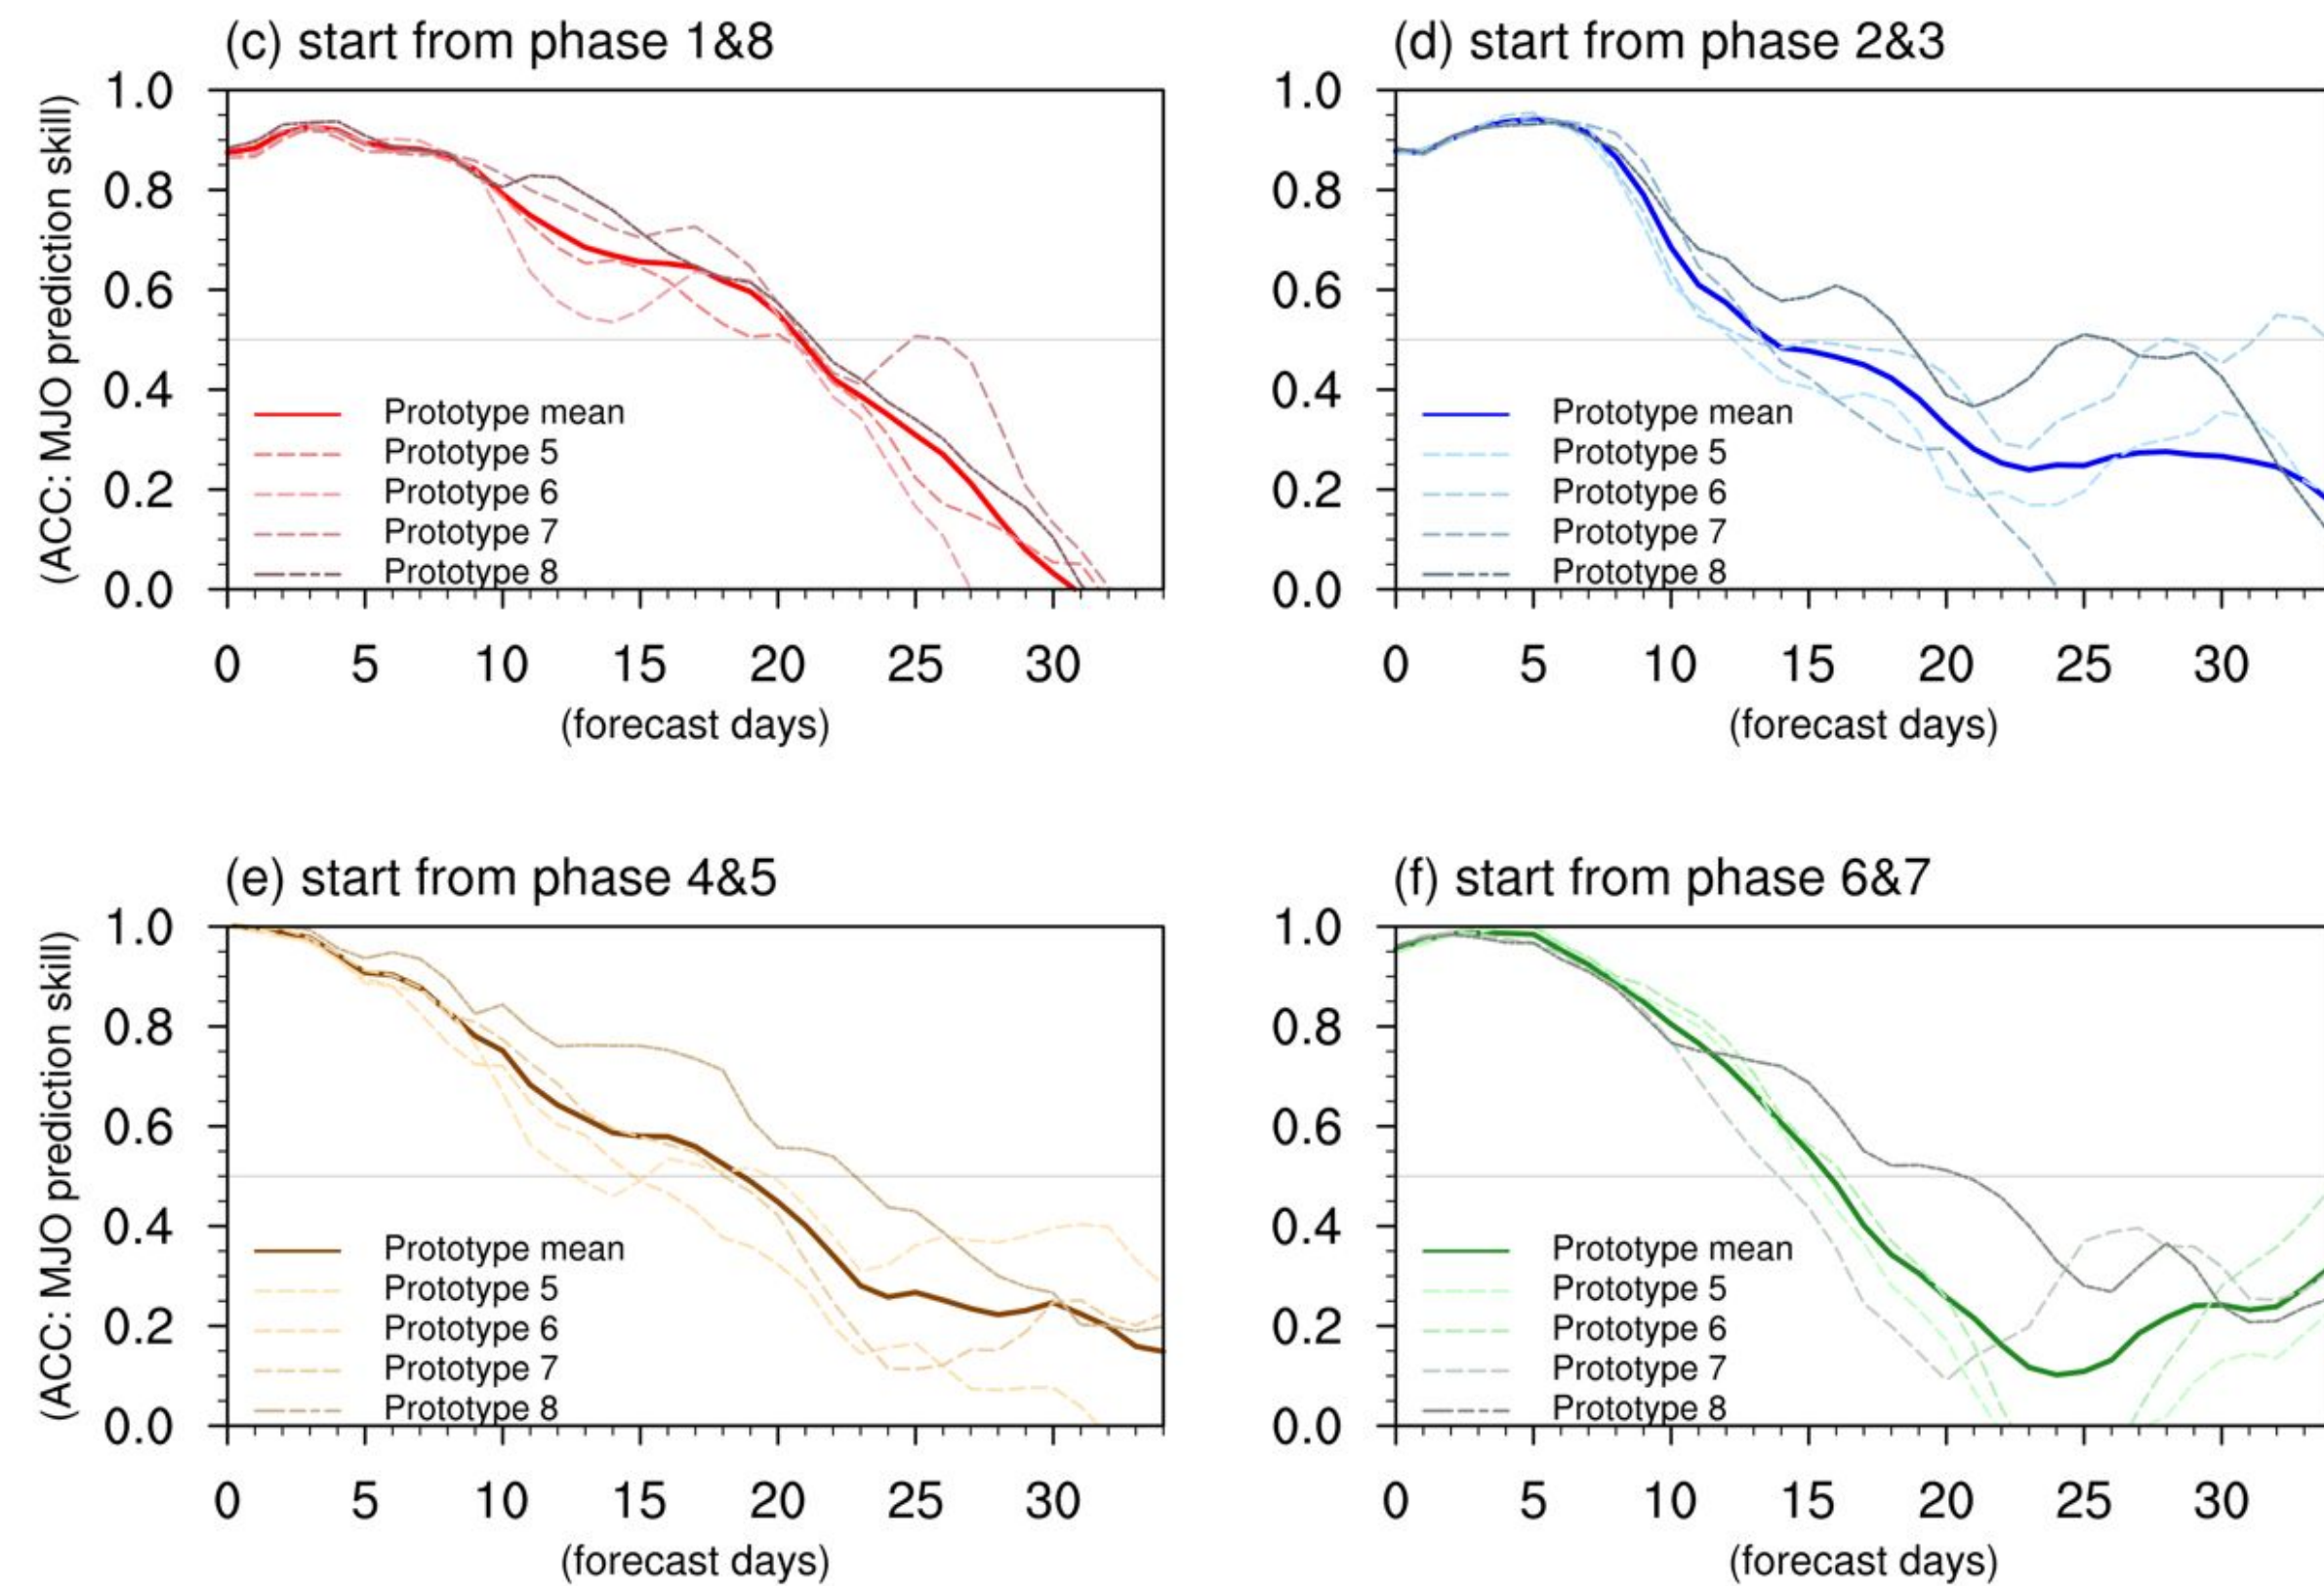 (c) start from phase 1&8
(ACC: MJO prediction skill)
1.0
0.8
0.6
0.4
0.2
0.0
Prototype mean
Prototype 5
Prototype 6
Prototype 7
Prototype 8
0 5 10 15 20 25 30
(forecast days)
(d) start from phase 2&3
1.0
0.8
0.6
0.4
0.2
0.0
Prototype mean
Prototype 5
Prototype 6
Prototype 7
Prototype 8
0 5 10 15 20 25 30
(forecast days)
(e) start from phase 4&5
(ACC: MJO prediction skill)
1.0
0.8
0.6
0.4
0.2
0.0
Prototype mean
Prototype 5
Prototype 6
Prototype 7
Prototype 8
0 5 10 15 20 25 30
(forecast days)
(f) start from phase 6&7
1.0
0.8
0.6
0.4
0.2
0.0
Prototype mean
Prototype 5
Prototype 6
Prototype 7
Prototype 8
0 5 10 15 20 25 30
(forecast days)